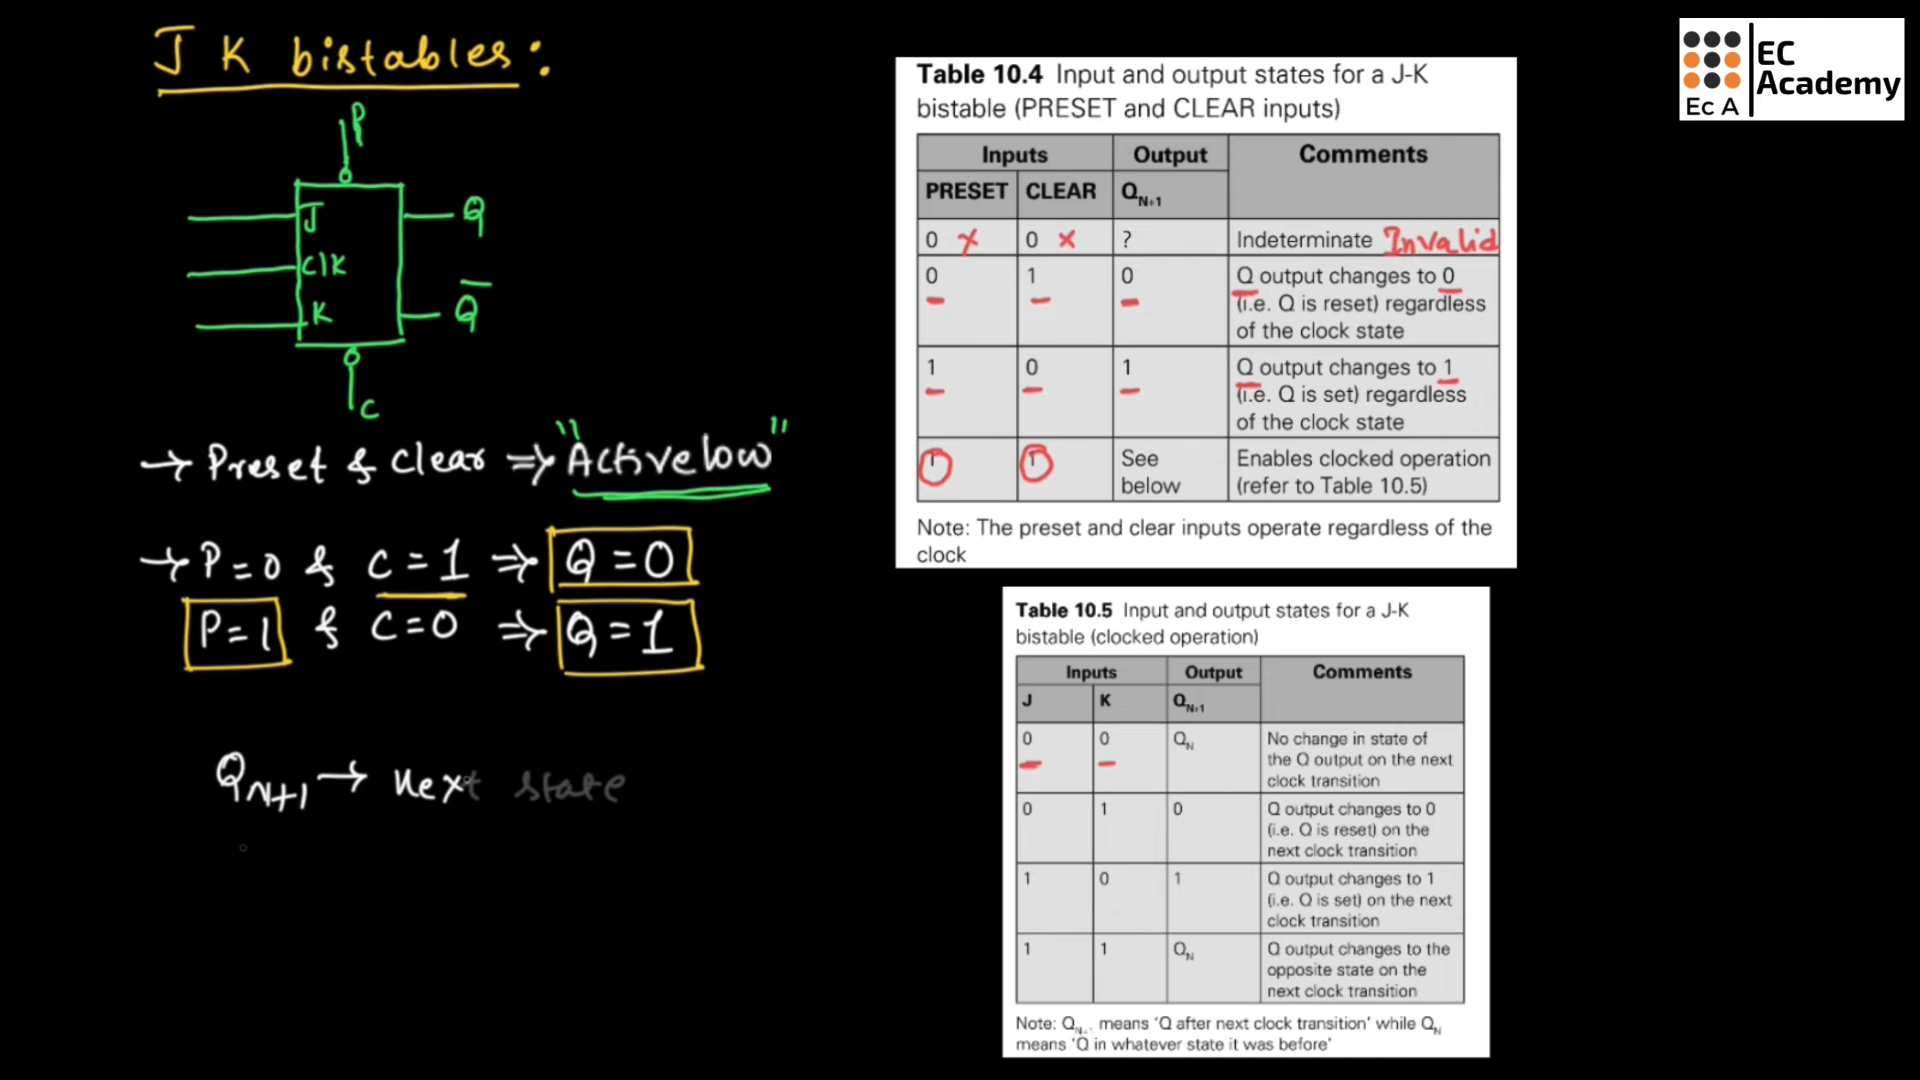 J K bistables:
P
J
Q
Clk
K
Q
C
→ Preset & Clear ⇒ "Active low"
→ P = 0 & C = 1 ⇒ Q = 0
P = 1 & C = 0 ⇒ Q = 1
QN+1 → next state
Table 10.4 Input and output states for a J-K
bistable (PRESET and CLEAR inputs)
Inputs Output Comments
PRESET CLEAR QN+1
0 X 0 X ? Indeterminate Invalid
0 1 0 Q output changes to 0
(i.e. Q is reset) regardless
of the clock state
1 0 1 Q output changes to 1
(i.e. Q is set) regardless
of the clock state
1 1 See Enables clocked operation
below (refer to Table 10.5)
Note: The preset and clear inputs operate regardless of the
clock
Table 10.5 Input and output states for a J-K
bistable (clocked operation)
Inputs Output Comments
J K QN+1
0 0 QN No change in state of
the Q output on the next
clock transition
0 1 0 Q output changes to 0
(i.e. Q is reset) on the
next clock transition
1 0 1 Q output changes to 1
(i.e. Q is set) on the next
clock transition
1 1 QN Q output changes to the
opposite state on the
next clock transition
Note: QN+1 means ‘Q after next clock transition’ while QN
means ‘Q in whatever state it was before’
EC
Academy
Ec A